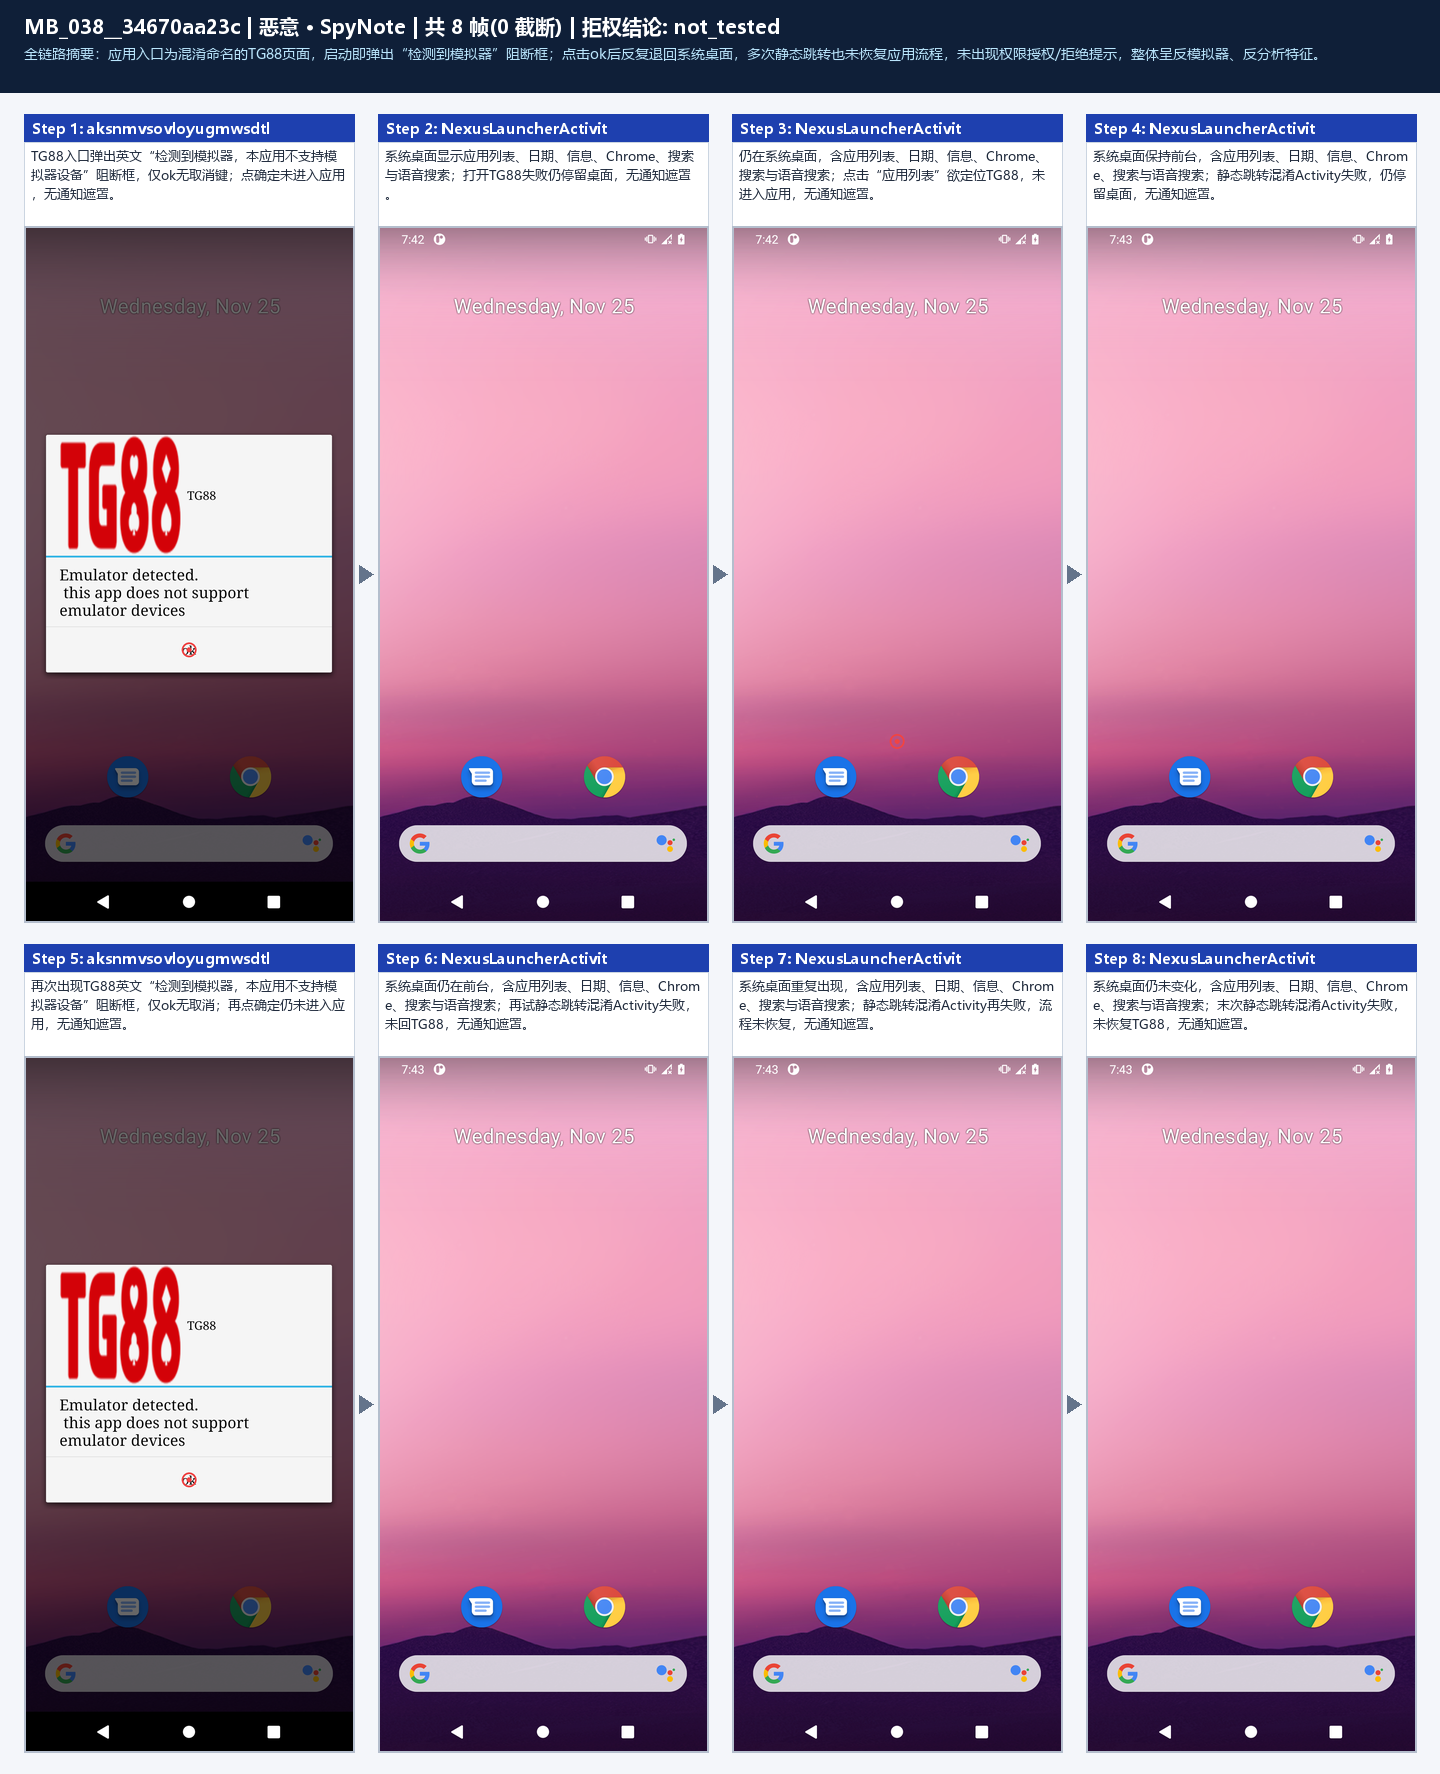 MB_038__34670aa23c | 恶意 • SpyNote | 共 8 帧(0 截断) | 拒权结论: not_tested
全链路摘要：应用入口为混淆命名的TG88页面，启动即弹出“检测到模拟器”阻断框；点击ok后反复退回系统桌面，多次静态跳转也未恢复应用流程，未出现权限授权/拒绝提示，整体呈反模拟器、反分析特征。
Step 1: aksnmvsovloyugmwsdtl
TG88入口弹出英文“检测到模拟器，本应用不支持模
拟器设备”阻断框，仅ok无取消键；点确定未进入应用
，无通知遮罩。
Wednesday, Nov 25
TG88
TG88
Emulator detected.
this app does not support
emulator devices
ok
Step 2: NexusLauncherActivit
系统桌面显示应用列表、日期、信息、Chrome、搜索
与语音搜索；打开TG88失败仍停留桌面，无通知遮罩
。
7:42
Wednesday, Nov 25
Step 3: NexusLauncherActivit
仍在系统桌面，含应用列表、日期、信息、Chrome、
搜索与语音搜索；点击“应用列表”欲定位TG88，未
进入应用，无通知遮罩。
7:42
Wednesday, Nov 25
Step 4: NexusLauncherActivit
系统桌面保持前台，含应用列表、日期、信息、Chrom
e、搜索与语音搜索；静态跳转混淆Activity失败，仍停
留桌面，无通知遮罩。
7:43
Wednesday, Nov 25
Step 5: aksnmvsovloyugmwsdtl
再次出现TG88英文“检测到模拟器，本应用不支持模
拟器设备”阻断框，仅ok无取消；再点确定仍未进入应
用，无通知遮罩。
Wednesday, Nov 25
TG88
TG88
Emulator detected.
this app does not support
emulator devices
ok
Step 6: NexusLauncherActivit
系统桌面仍在前台，含应用列表、日期、信息、Chrom
e、搜索与语音搜索；再试静态跳转混淆Activity失败，
未回TG88，无通知遮罩。
7:43
Wednesday, Nov 25
Step 7: NexusLauncherActivit
系统桌面重复出现，含应用列表、日期、信息、Chrom
e、搜索与语音搜索；静态跳转混淆Activity再失败，流
程未恢复，无通知遮罩。
7:43
Wednesday, Nov 25
Step 8: NexusLauncherActivit
系统桌面仍未变化，含应用列表、日期、信息、Chrom
e、搜索与语音搜索；末次静态跳转混淆Activity失败，
未恢复TG88，无通知遮罩。
7:43
Wednesday, Nov 25